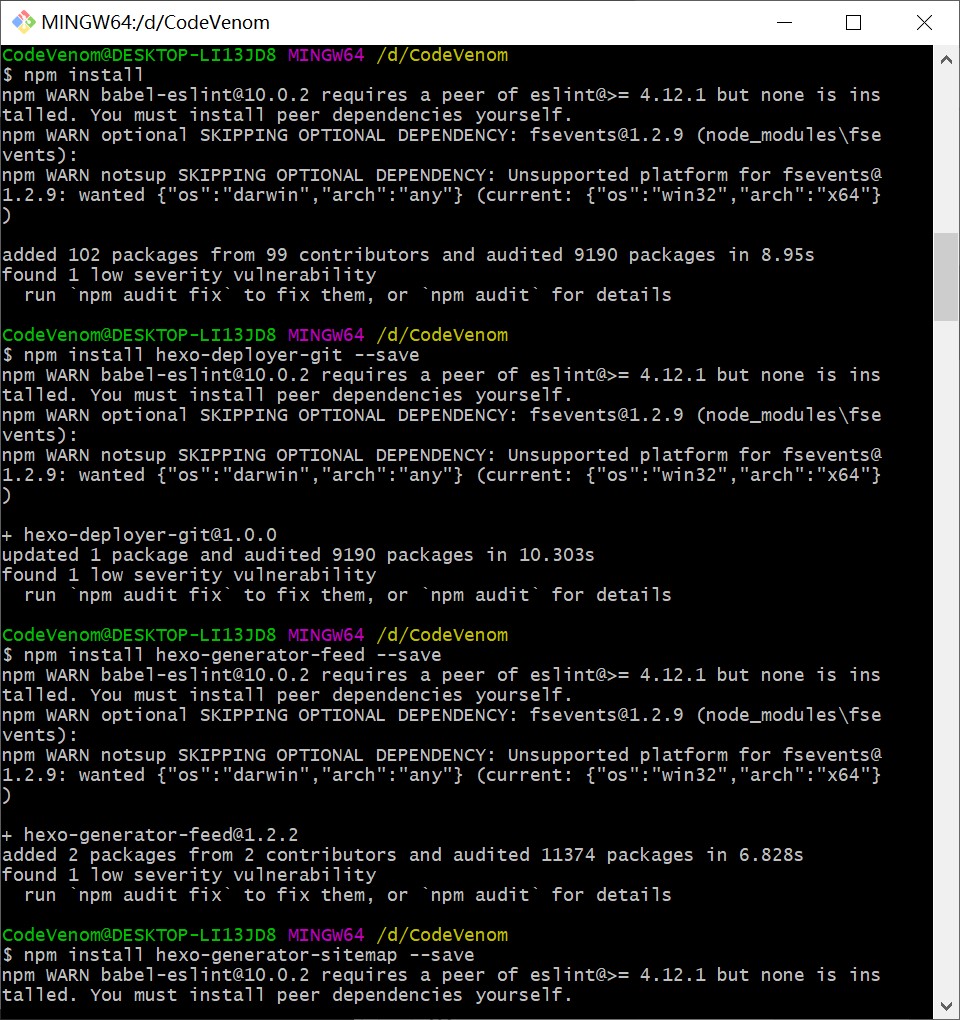 MINGW64:/d/CodeVenom
CodeVenom@DESKTOP-LI13JD8 MINGW64 /d/CodeVenom
$ npm install
npm WARN babel-eslint@10.0.2 requires a peer of eslint@>= 4.12.1 but none is ins
talled. You must install peer dependencies yourself.
npm WARN optional SKIPPING OPTIONAL DEPENDENCY: fsevents@1.2.9 (node_modules\fse
vents):
npm WARN notsup SKIPPING OPTIONAL DEPENDENCY: Unsupported platform for fsevents@
1.2.9: wanted {"os":"darwin","arch":"any"} (current: {"os":"win32","arch":"x64"}
)
added 102 packages from 99 contributors and audited 9190 packages in 8.95s
found 1 low severity vulnerability
  run `npm audit fix` to fix them, or `npm audit` for details
CodeVenom@DESKTOP-LI13JD8 MINGW64 /d/CodeVenom
$ npm install hexo-deployer-git --save
npm WARN babel-eslint@10.0.2 requires a peer of eslint@>= 4.12.1 but none is ins
talled. You must install peer dependencies yourself.
npm WARN optional SKIPPING OPTIONAL DEPENDENCY: fsevents@1.2.9 (node_modules\fse
vents):
npm WARN notsup SKIPPING OPTIONAL DEPENDENCY: Unsupported platform for fsevents@
1.2.9: wanted {"os":"darwin","arch":"any"} (current: {"os":"win32","arch":"x64"}
)
+ hexo-deployer-git@1.0.0
updated 1 package and audited 9190 packages in 10.303s
found 1 low severity vulnerability
  run `npm audit fix` to fix them, or `npm audit` for details
CodeVenom@DESKTOP-LI13JD8 MINGW64 /d/CodeVenom
$ npm install hexo-generator-feed --save
npm WARN babel-eslint@10.0.2 requires a peer of eslint@>= 4.12.1 but none is ins
talled. You must install peer dependencies yourself.
npm WARN optional SKIPPING OPTIONAL DEPENDENCY: fsevents@1.2.9 (node_modules\fse
vents):
npm WARN notsup SKIPPING OPTIONAL DEPENDENCY: Unsupported platform for fsevents@
1.2.9: wanted {"os":"darwin","arch":"any"} (current: {"os":"win32","arch":"x64"}
)
+ hexo-generator-feed@1.2.2
added 2 packages from 2 contributors and audited 11374 packages in 6.828s
found 1 low severity vulnerability
  run `npm audit fix` to fix them, or `npm audit` for details
CodeVenom@DESKTOP-LI13JD8 MINGW64 /d/CodeVenom
$ npm install hexo-generator-sitemap --save
npm WARN babel-eslint@10.0.2 requires a peer of eslint@>= 4.12.1 but none is ins
talled. You must install peer dependencies yourself.